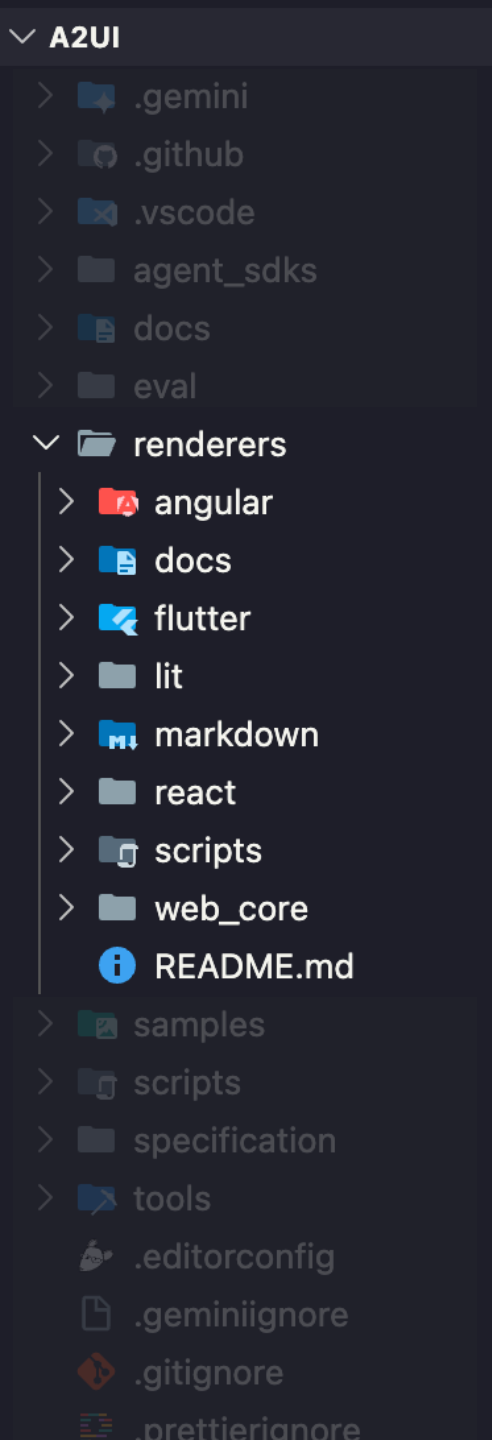 A2UI
.gemini
.github
.vscode
agent_sdks
docs
eval
renderers
angular
docs
flutter
lit
markdown
react
scripts
web_core
README.md
samples
scripts
specification
tools
.editorconfig
.geminiignore
.gitignore
.prettierignore